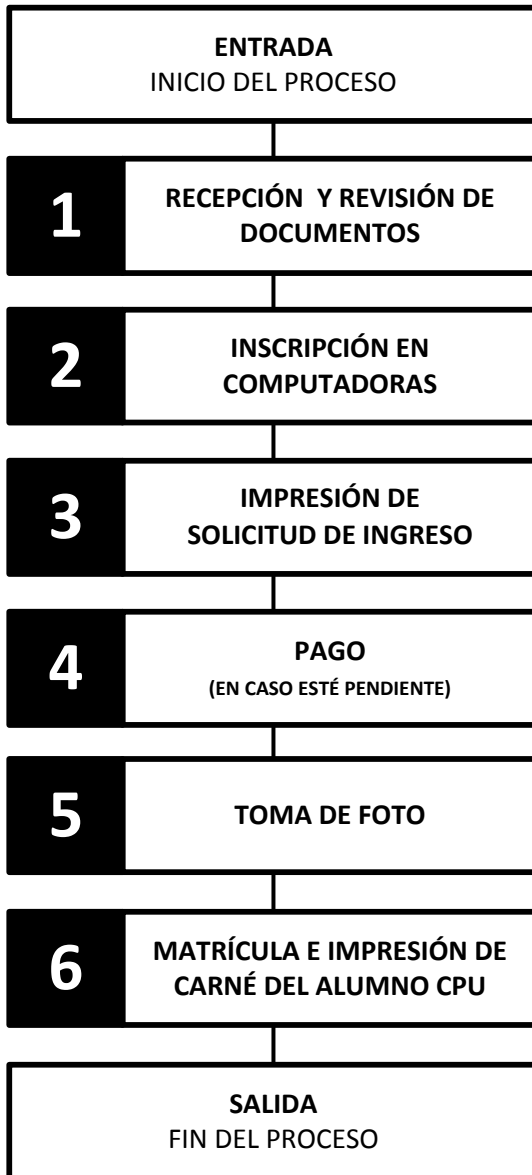 ENTRADA
INICIO DEL PROCESO
1
RECEPCIÓN Y REVISIÓN DE
DOCUMENTOS
2
INSCRIPCIÓN EN
COMPUTADORAS
3
IMPRESIÓN DE
SOLICITUD DE INGRESO
4
PAGO
(EN CASO ESTÉ PENDIENTE)
5
TOMA DE FOTO
6
MATRÍCULA E IMPRESIÓN DE
CARNÉ DEL ALUMNO CPU
SALIDA
FIN DEL PROCESO